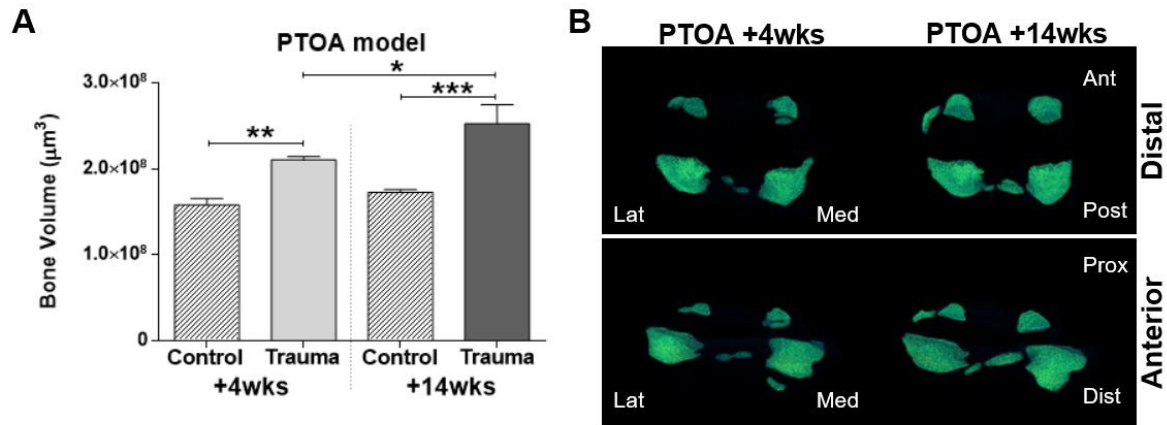 A
PTOA model
Bone Volume (μm³)
3.0×10⁸
2.0×10⁸
1.0×10⁸
0
**
*
***
Control Trauma Control Trauma
+4wks +14wks
B
PTOA +4wks PTOA +14wks
Ant
Lat Med Post
Distal
Prox
Lat Med Dist
Anterior